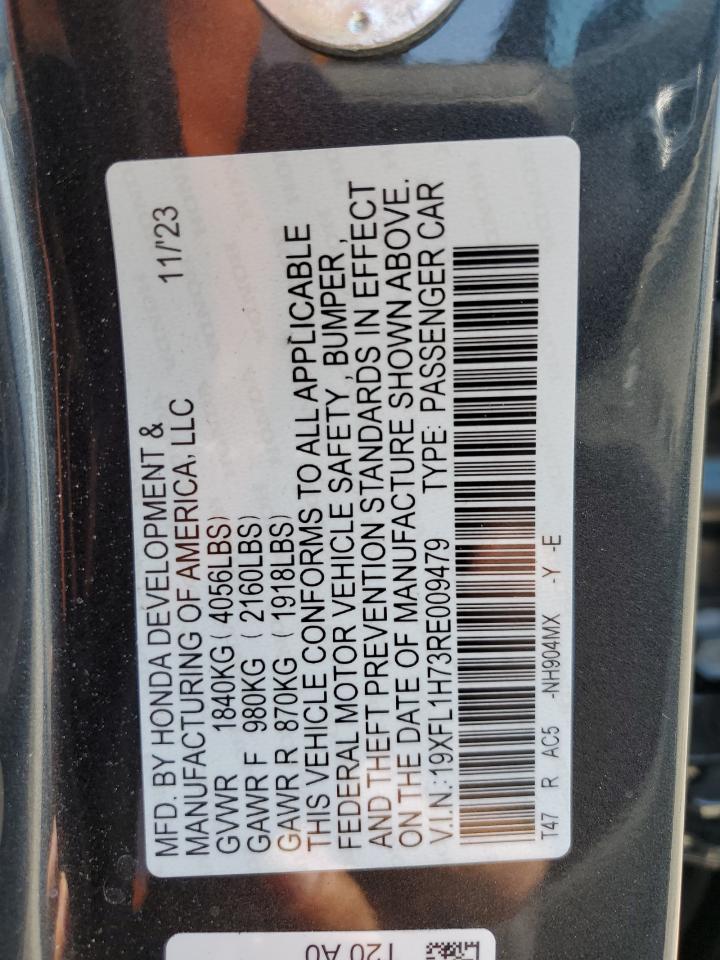 MFD. BY HONDA DEVELOPMENT &
MANUFACTURING OF AMERICA, LLC 11/'23
GVWR 1840KG ( 4056LBS)
GAWR F 980KG ( 2160LBS)
GAWR R 870KG ( 1918LBS)
THIS VEHICLE CONFORMS TO ALL APPLICABLE
FEDERAL MOTOR VEHICLE SAFETY , BUMPER ,
AND THEFT PREVENTION STANDARDS IN EFFECT
ON THE DATE OF MANUFACTURE SHOWN ABOVE.
V.I.N.:19XFL1H73RE009479 TYPE: PASSENGER CAR
T47 R AC5 -NH904MX -Y -E
T20 A0